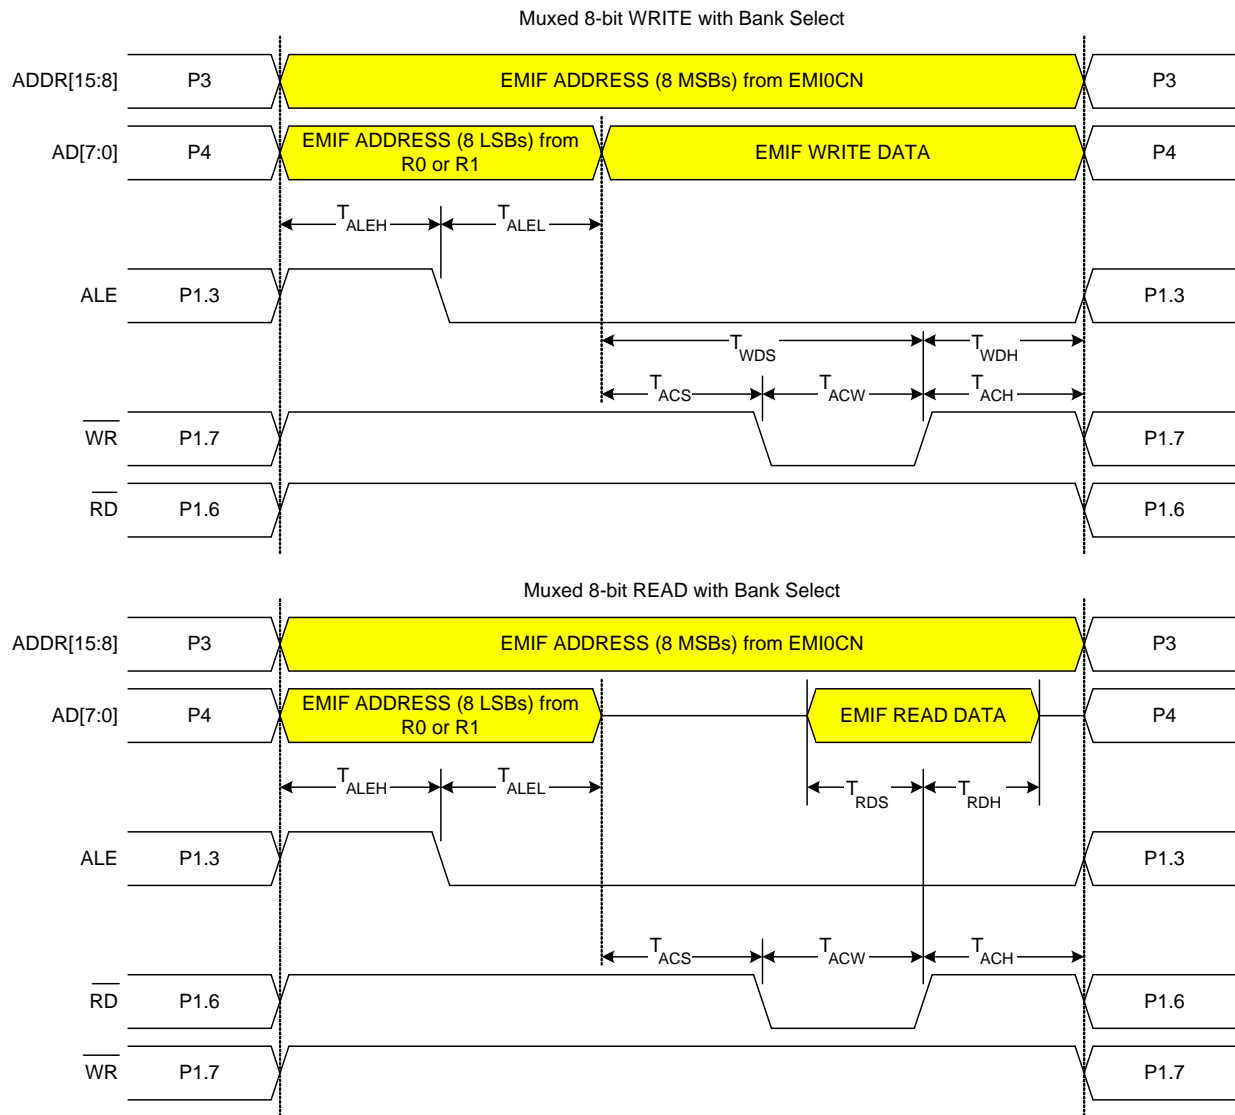 Muxed 8-bit WRITE with Bank Select
ADDR[15:8] P3 EMIF ADDRESS (8 MSBs) from EMI0CN P3
EMIF ADDRESS (8 LSBs) from
AD[7:0] P4 R0 or R1 EMIF WRITE DATA P4
TALEH TALEL
ALE P1.3 P1.3
TWDS TWDH
TACS TACW TACH
WR P1.7 P1.7
RD P1.6 P1.6
Muxed 8-bit READ with Bank Select
ADDR[15:8] P3 EMIF ADDRESS (8 MSBs) from EMI0CN P3
EMIF ADDRESS (8 LSBs) from
AD[7:0] P4 R0 or R1 EMIF READ DATA P4
TALEH TALEL TRDS TRDH
ALE P1.3 P1.3
TACS TACW TACH
RD P1.6 P1.6
WR P1.7 P1.7